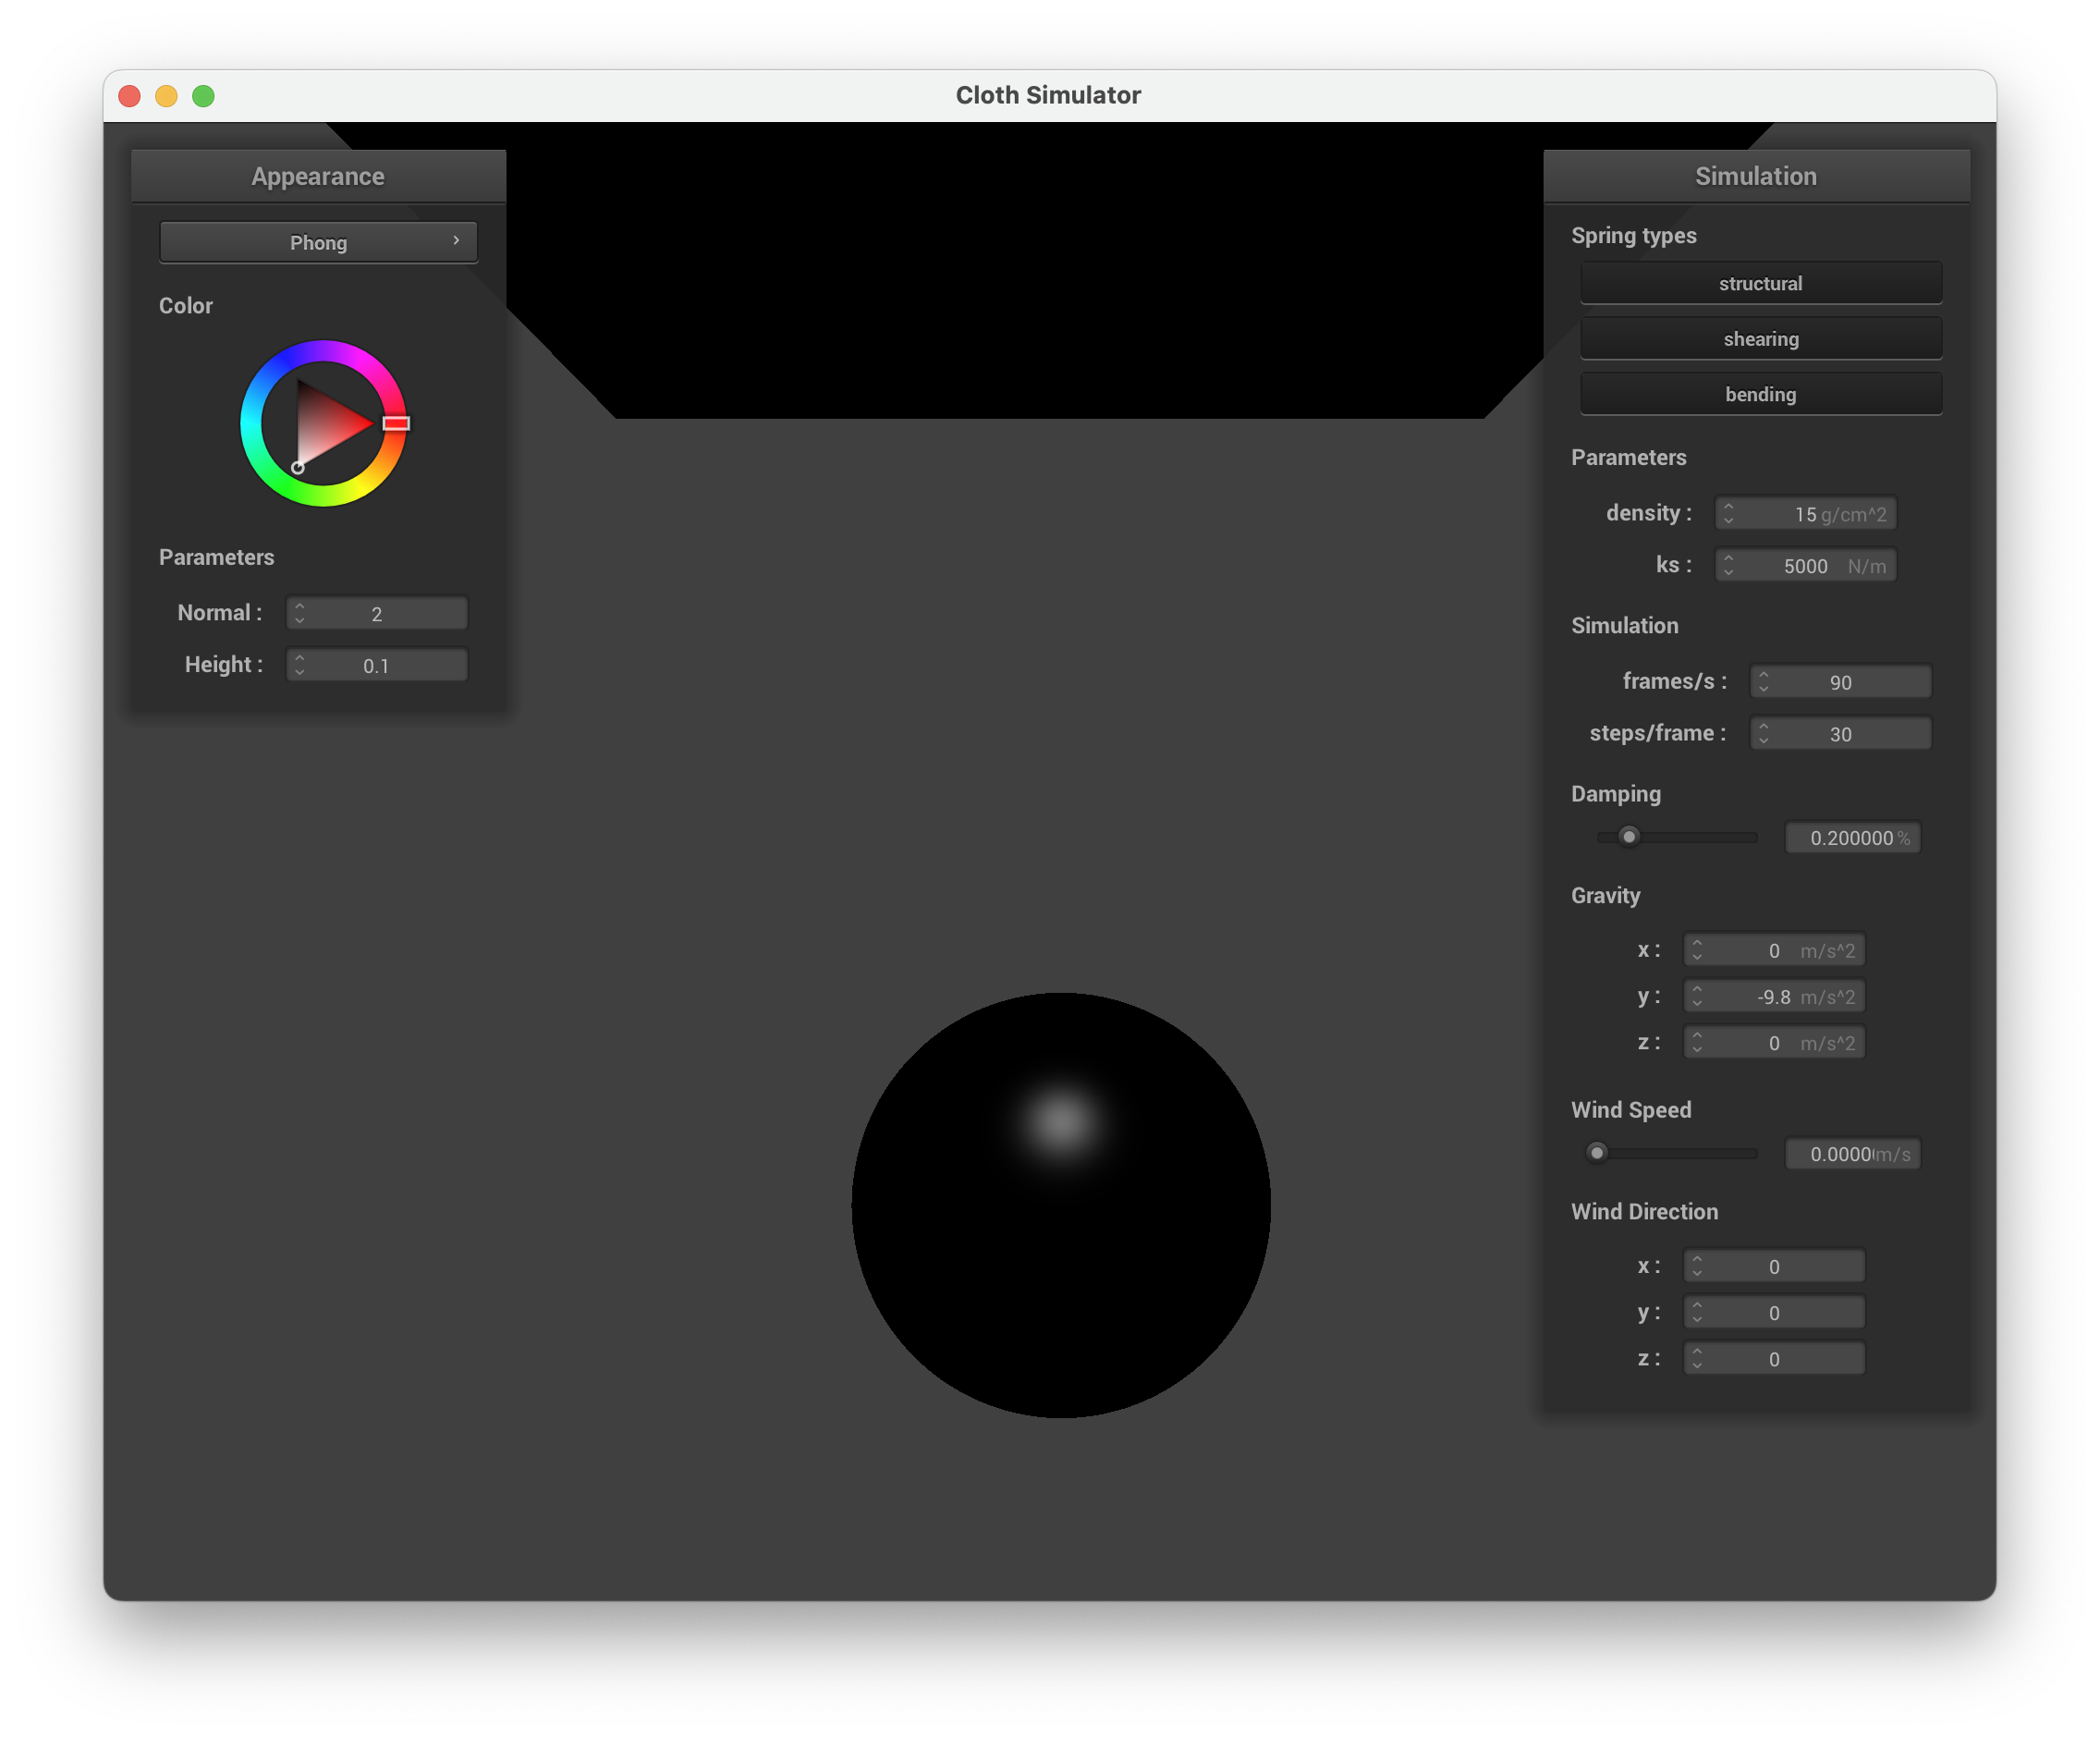 Cloth Simulator
Appearance
Phong
Color
Parameters
Normal : 2
Height : 0.1
Simulation
Spring types
structural
shearing
bending
Parameters
density : 15 g/cm^2
ks : 5000 N/m
Simulation
frames/s : 90
steps/frame : 30
Damping
0.200000 %
Gravity
x : 0 m/s^2
y : -9.8 m/s^2
z : 0 m/s^2
Wind Speed
0.0000 m/s
Wind Direction
x : 0
y : 0
z : 0